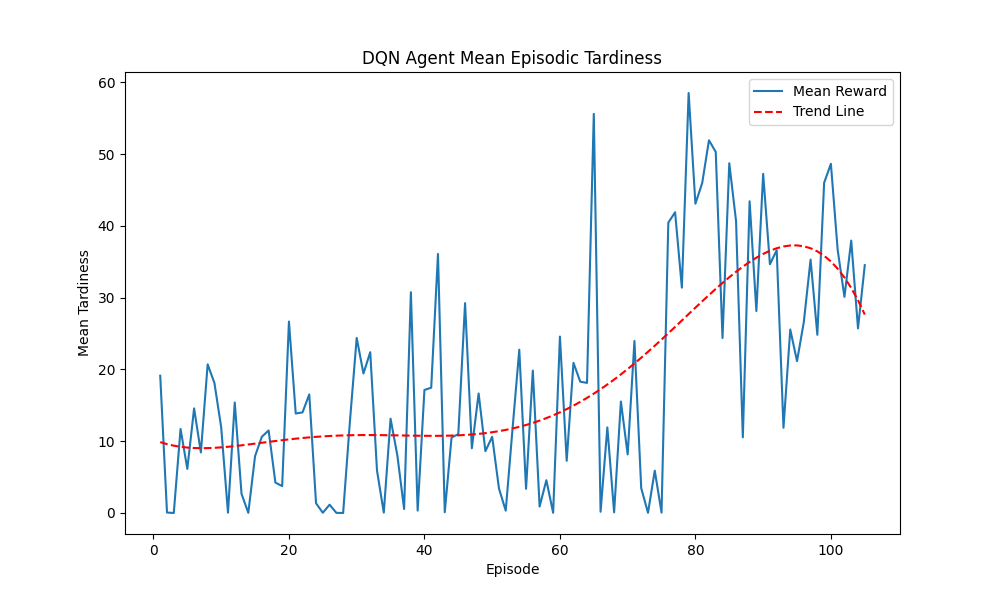 DQN Agent Mean Episodic Tardiness
Mean Reward
Trend Line
Mean Tardiness
60
50
40
30
20
10
0
0 20 40 60 80 100
Episode